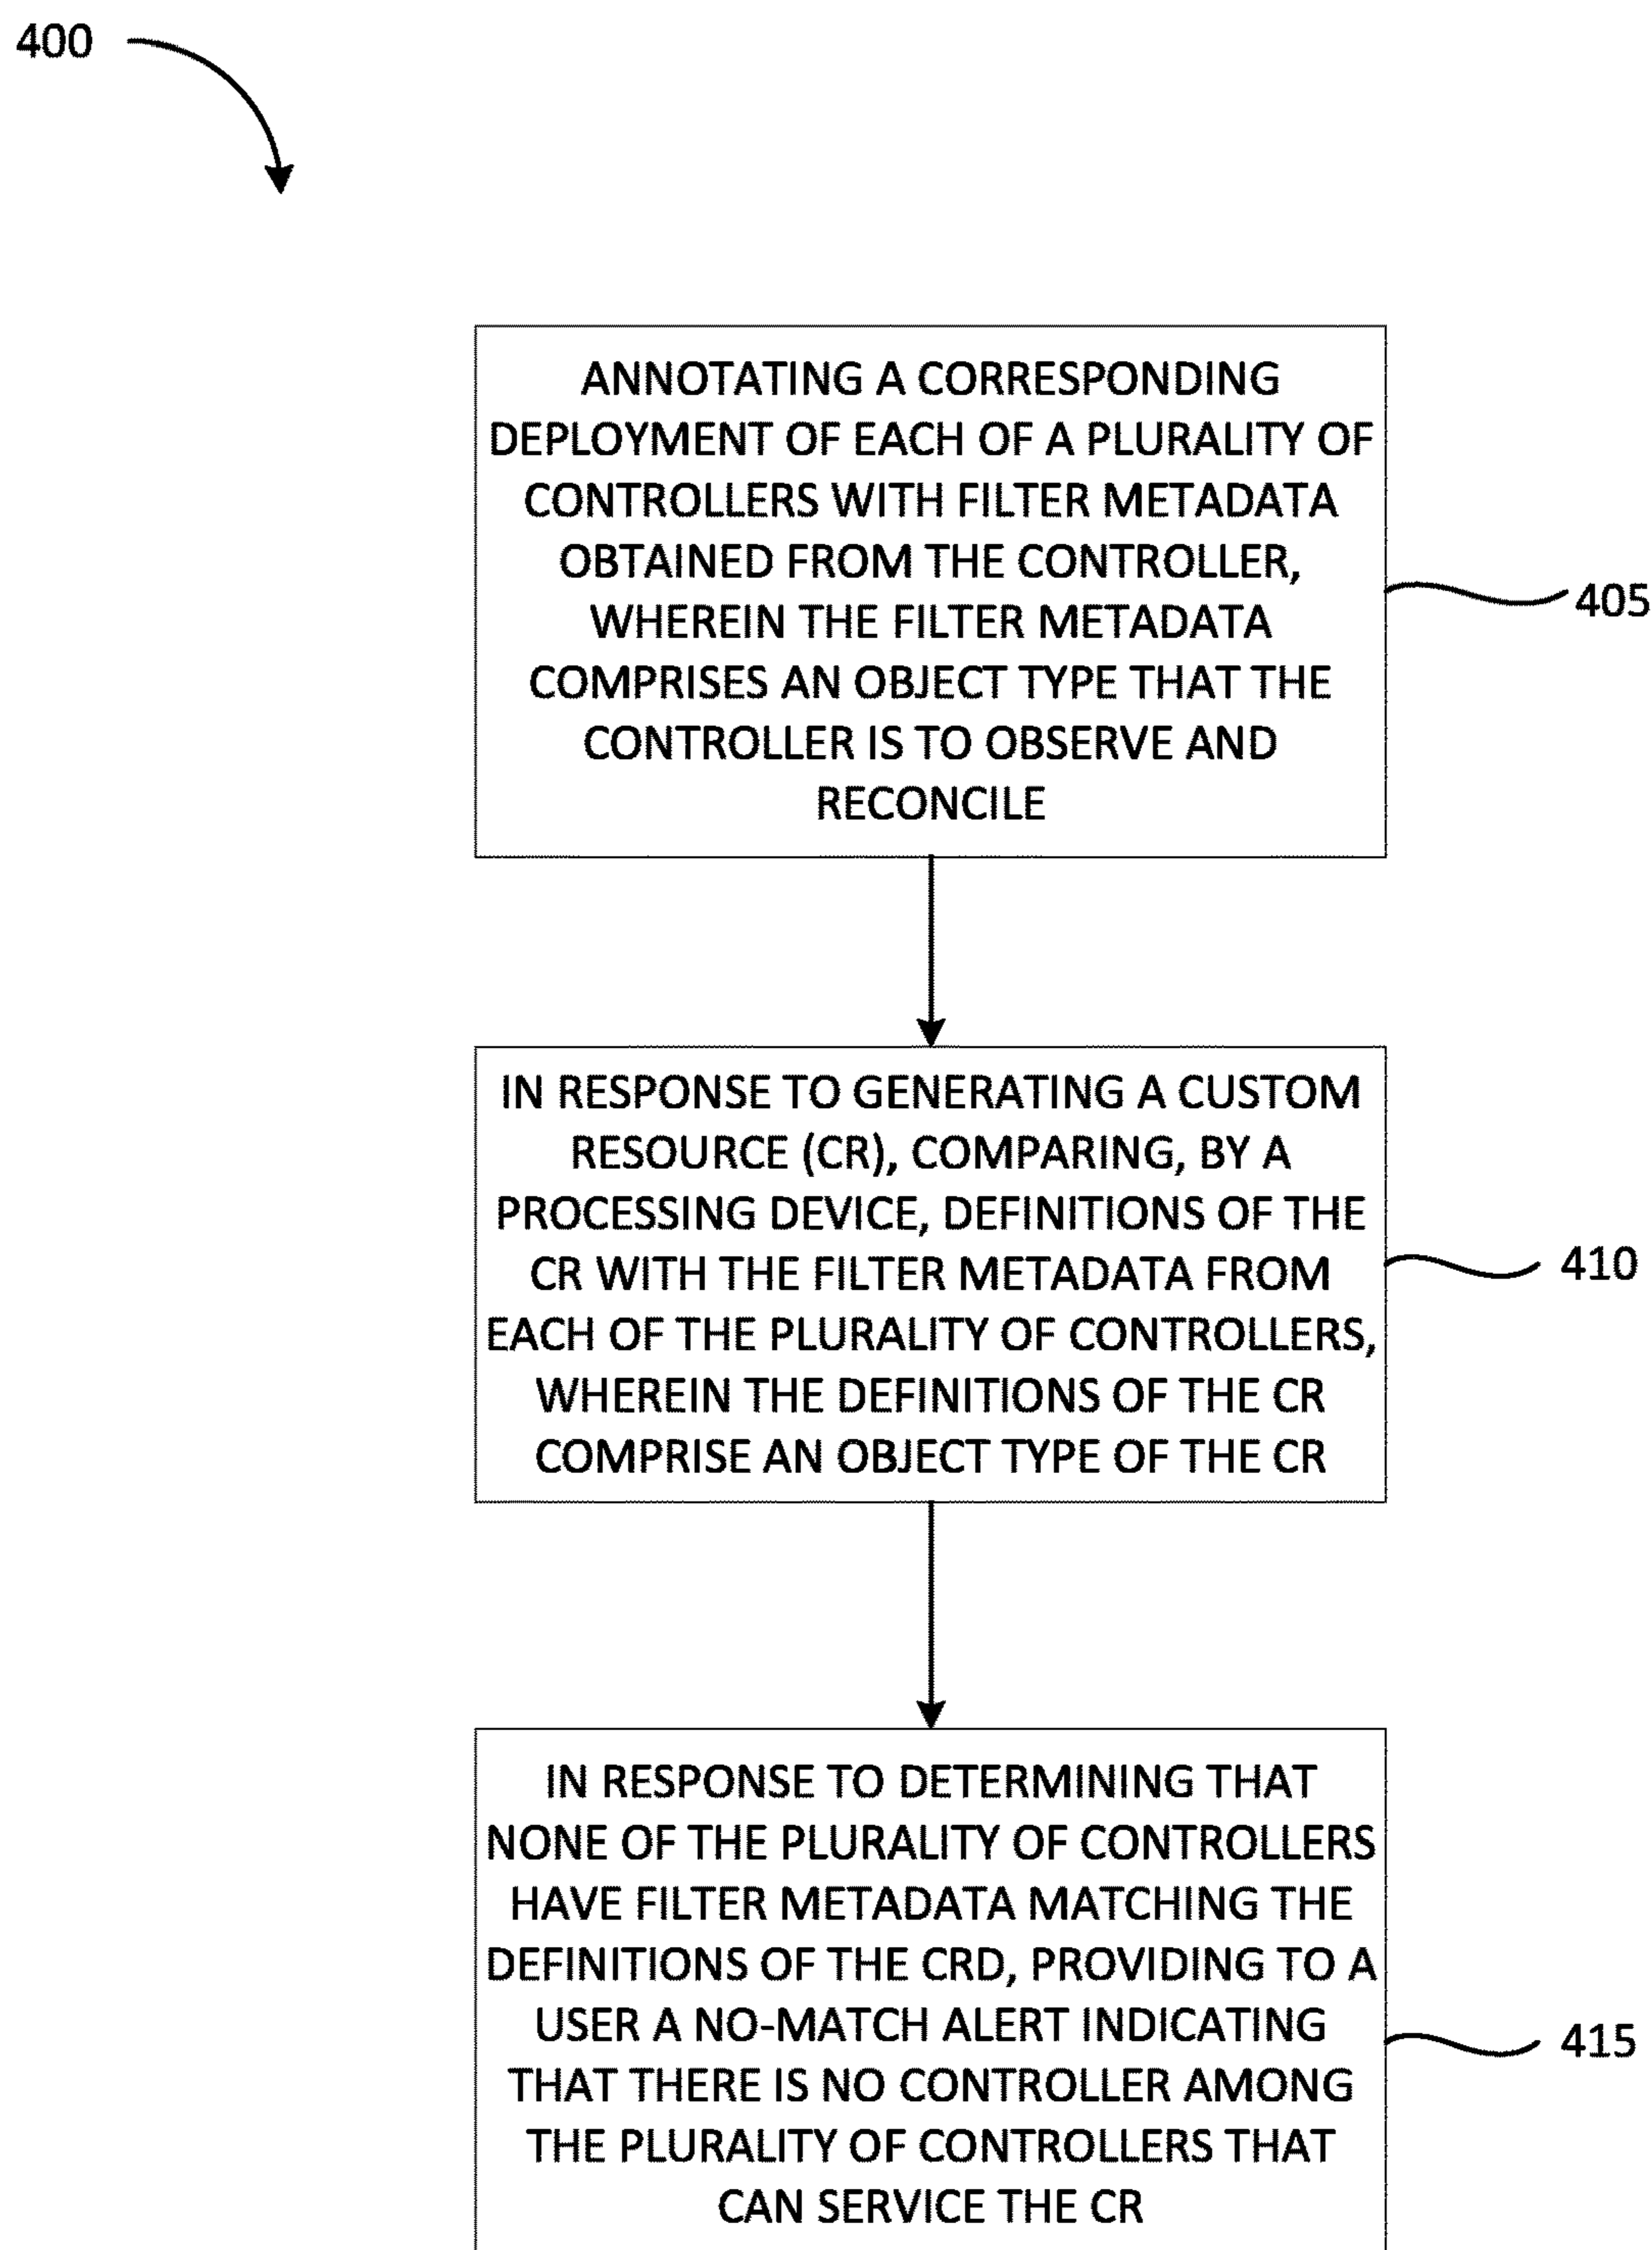 400
ANNOTATING A CORRESPONDING
DEPLOYMENT OF EACH OF A PLURALITY OF
CONTROLLERS WITH FILTER METADATA
OBTAINED FROM THE CONTROLLER,
WHEREIN THE FILTER METADATA
COMPRISES AN OBJECT TYPE THAT THE
CONTROLLER IS TO OBSERVE AND
RECONCILE
405
IN RESPONSE TO GENERATING A CUSTOM
RESOURCE (CR), COMPARING, BY A
PROCESSING DEVICE, DEFINITIONS OF THE
CR WITH THE FILTER METADATA FROM
EACH OF THE PLURALITY OF CONTROLLERS,
WHEREIN THE DEFINITIONS OF THE CR
COMPRISE AN OBJECT TYPE OF THE CR
410
IN RESPONSE TO DETERMINING THAT
NONE OF THE PLURALITY OF CONTROLLERS
HAVE FILTER METADATA MATCHING THE
DEFINITIONS OF THE CRD, PROVIDING TO A
USER A NO-MATCH ALERT INDICATING
THAT THERE IS NO CONTROLLER AMONG
THE PLURALITY OF CONTROLLERS THAT
CAN SERVICE THE CR
415